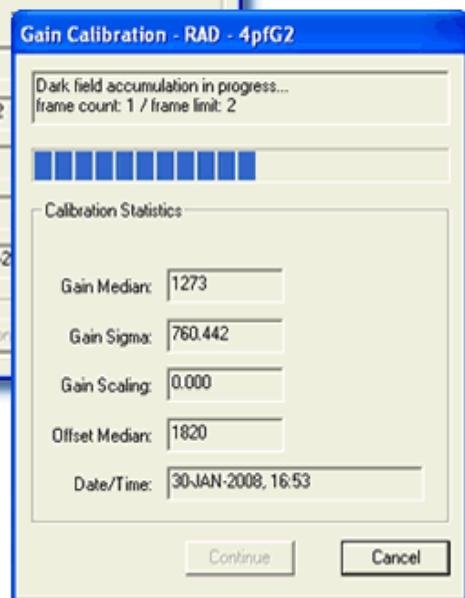 Gain Calibration - RAD - 4pfG2
Dark field accumulation in progress...
frame count: 1 / frame limit: 2
Calibration Statistics
Gain Median: 1273
Gain Sigma: 760.442
Gain Scaling: 0.000
Offset Median: 1820
Date/Time: 30-JAN-2008, 16:53
Continue Cancel